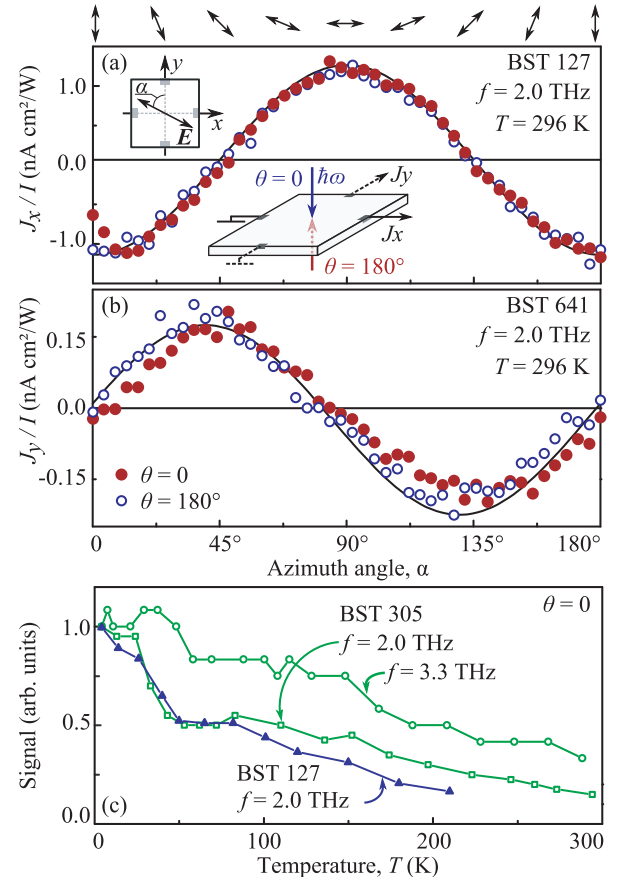 (a)
BST 127
f = 2.0 THz
T = 296 K
y
α
E
x
θ = 0
ħω
Jy
Jx
θ = 180°
1.0
0.0
-1.0
Jx / I (nA cm²/W)
(b)
BST 641
f = 2.0 THz
T = 296 K
0.15
0.0
-0.15
Jy / I (nA cm²/W)
θ = 0
θ = 180°
0 45° 90° 135° 180°
Azimuth angle, α
θ = 0
BST 305
f = 2.0 THz
f = 3.3 THz
BST 127
f = 2.0 THz
(c)
1.0
0.5
0.0
Signal (arb. units)
0 100 200 300
Temperature, T (K)